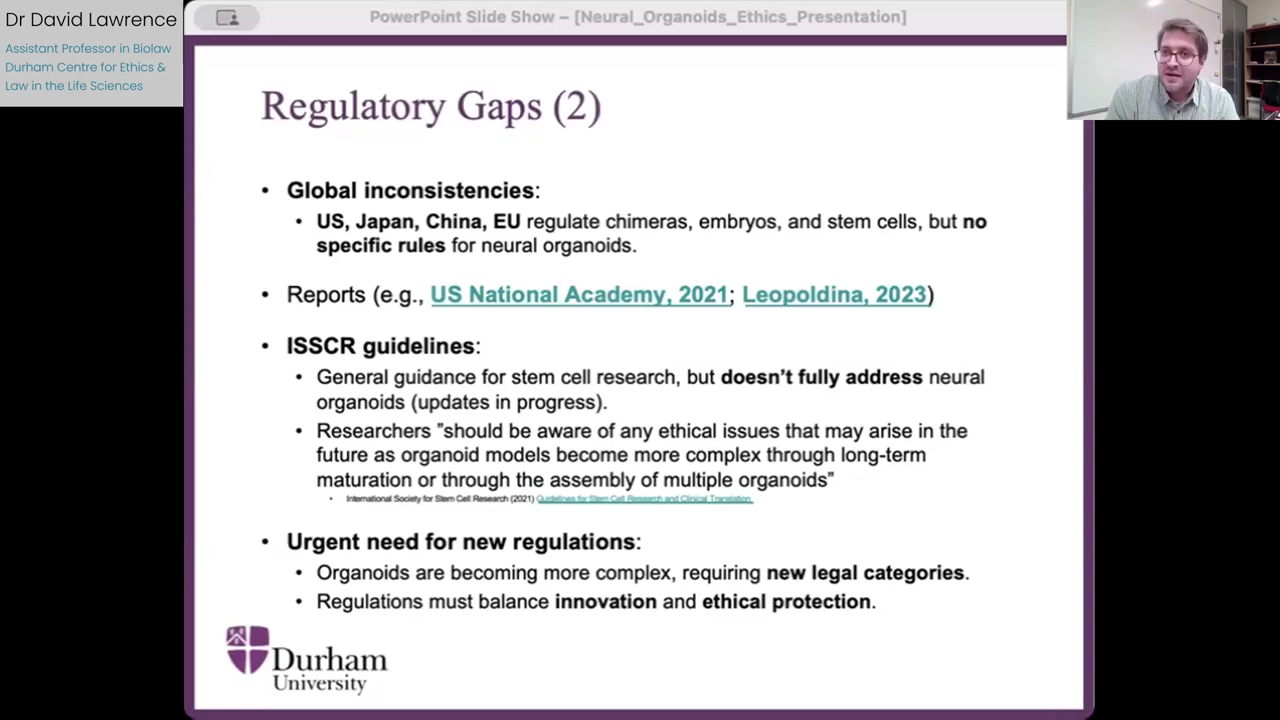 Dr David Lawrence
Assistant Professor in Biolaw
Durham Centre for Ethics &
Law in the Life Sciences
PowerPoint Slide Show – [Neural_Organoids_Ethics_Presentation]
Regulatory Gaps (2)
• Global inconsistencies:
• US, Japan, China, EU regulate chimeras, embryos, and stem cells, but no
specific rules for neural organoids.
• Reports (e.g., US National Academy, 2021; Leopoldina, 2023)
• ISSCR guidelines:
• General guidance for stem cell research, but doesn't fully address neural
organoids (updates in progress).
• Researchers "should be aware of any ethical issues that may arise in the
future as organoid models become more complex through long-term
maturation or through the assembly of multiple organoids"
• International Society for Stem Cell Research (2021) Guidelines for Stem Cell Research and Clinical Translation
• Urgent need for new regulations:
• Organoids are becoming more complex, requiring new legal categories.
• Regulations must balance innovation and ethical protection.
Durham
University